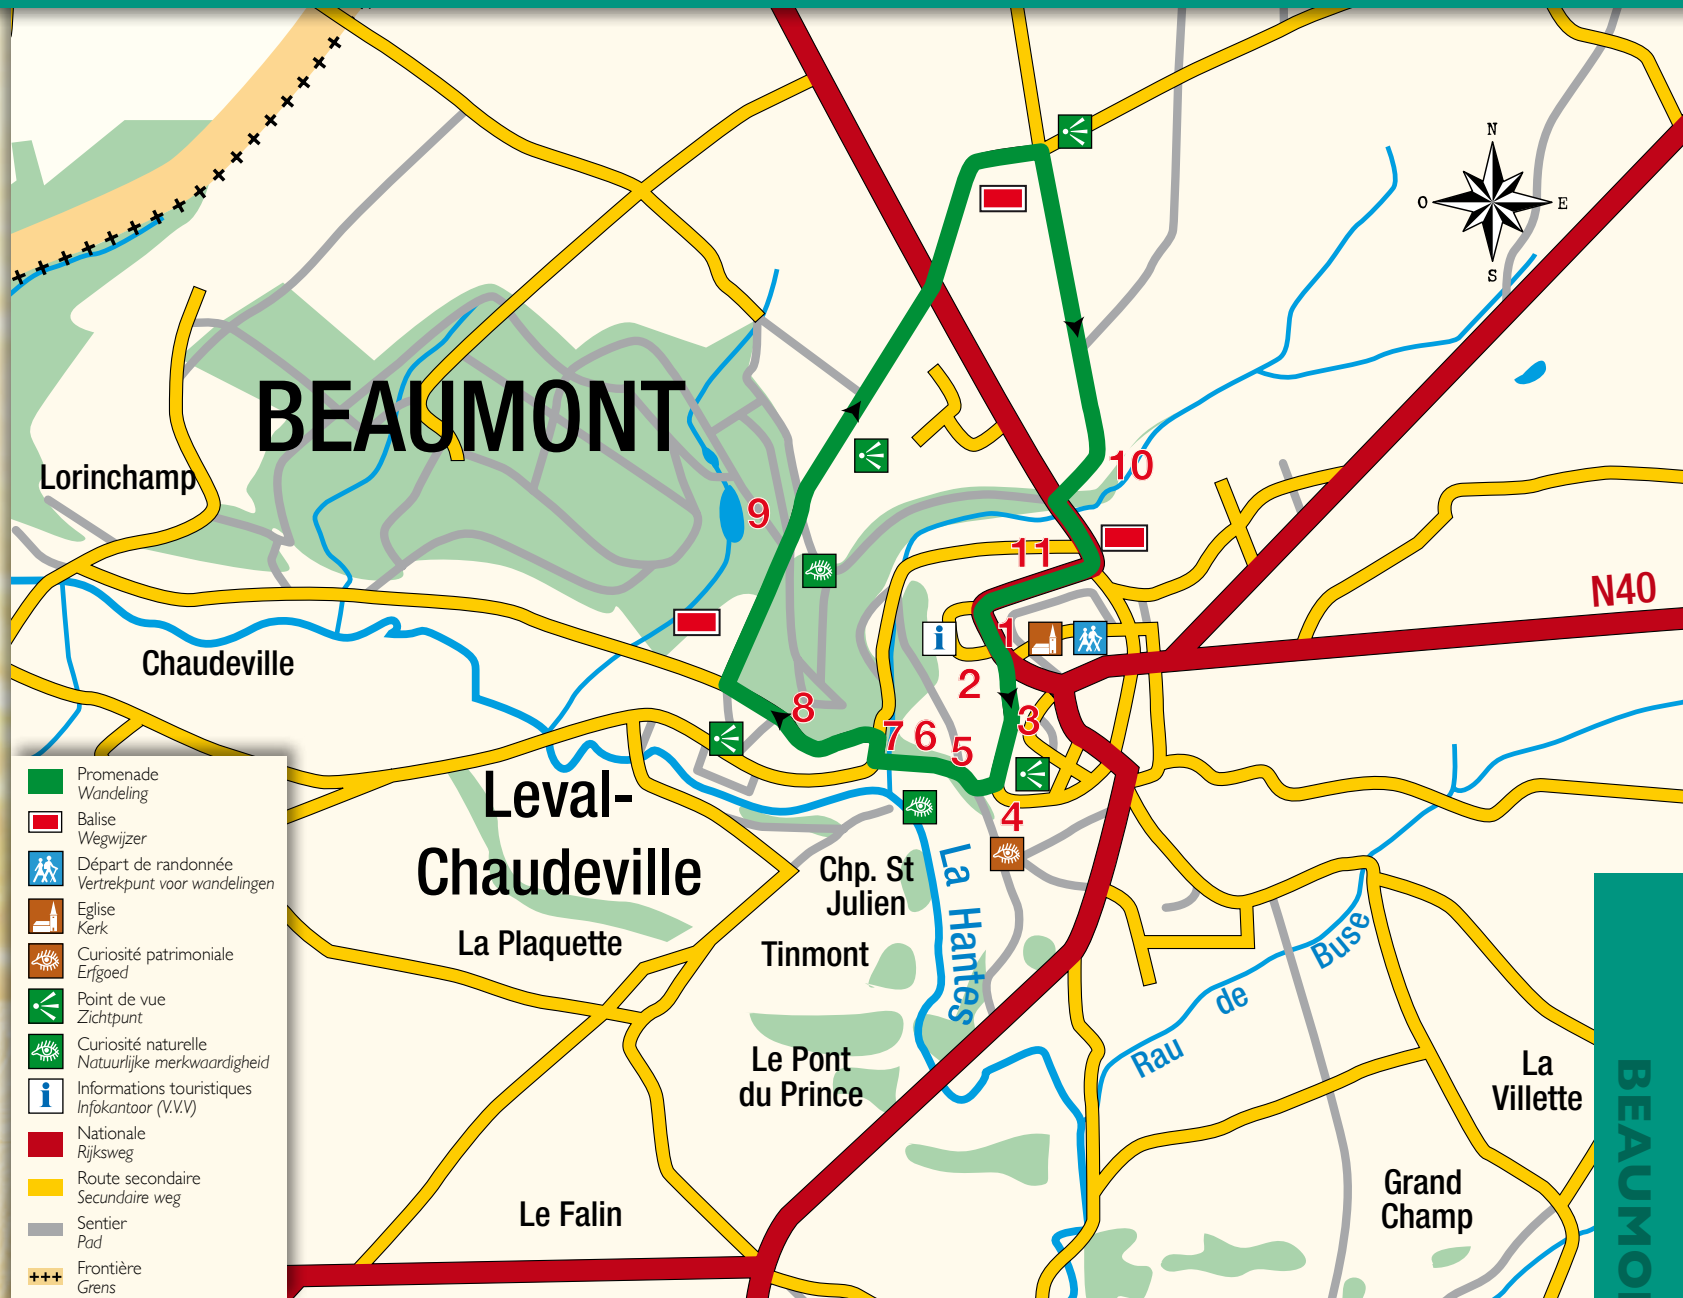 N
O
E
S
BEAUMONT
Lorinchamp
10
9
11
N40
1
Chaudeville
2
8
3
7
6
5
4
Leval-
Chaudeville
Chp. St
Julien
La Hantes
La Plaquette
Tinmont
Rau de Buse
Le Pont
du Prince
La
Villette
Grand
Champ
Le Falin
Promenade
Wandeling
Balise
Wegwijzer
Départ de randonnée
Vertrekpunt voor wandelingen
Eglise
Kerk
Curiosité patrimoniale
Erfgoed
Point de vue
Zichtpunt
Curiosité naturelle
Natuurlijke merkwaardigheid
i
i
Informations touristiques
Infokantoor (V.V.V)
Nationale
Rijksweg
Route secondaire
Secundaire weg
Sentier
Pad
Frontière
Grens
BEAUMO